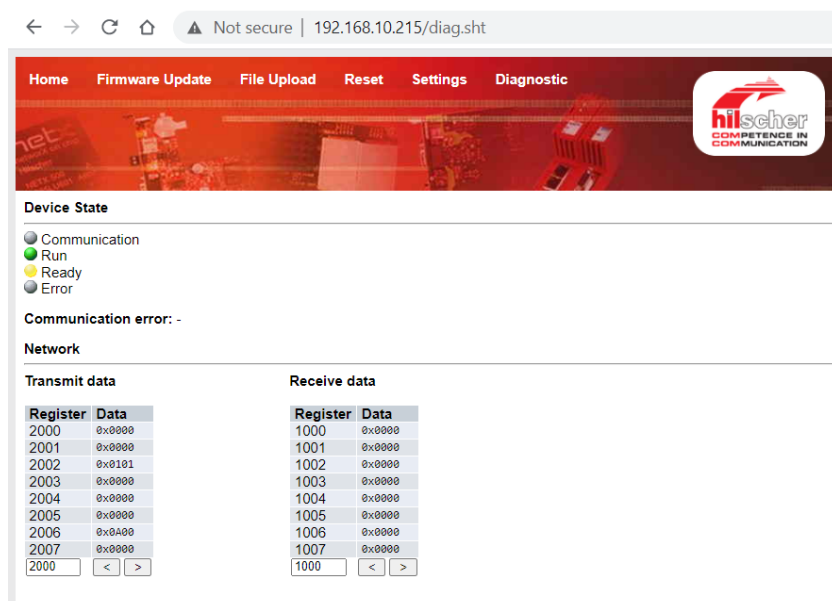 Not secure | 192.168.10.215/diag.sht
Home Firmware Update File Upload Reset Settings Diagnostic
hilscher
COMPETENCE IN
COMMUNICATION
Device State
Communication
Run
Ready
Error
Communication error: -
Network
Transmit data Receive data
Register Data Register Data
2000 0x0000 1000 0x0000
2001 0x0000 1001 0x0000
2002 0x0101 1002 0x0000
2003 0x0000 1003 0x0000
2004 0x0000 1004 0x0000
2005 0x0000 1005 0x0000
2006 0x0A00 1006 0x0000
2007 0x0000 1007 0x0000
2000 < > 1000 < >